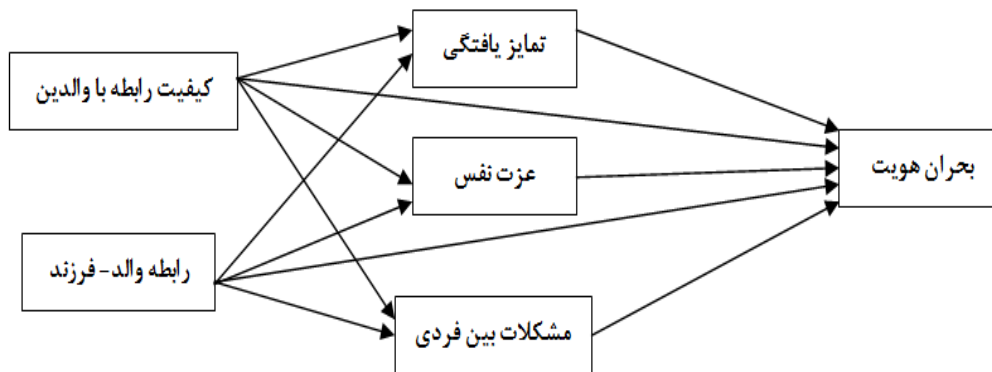 تمایز یافتگی
کیفیت رابطه با والدین
بحران هویت
عزت نفس
رابطه والد- فرزند
مشکلات بین فردی